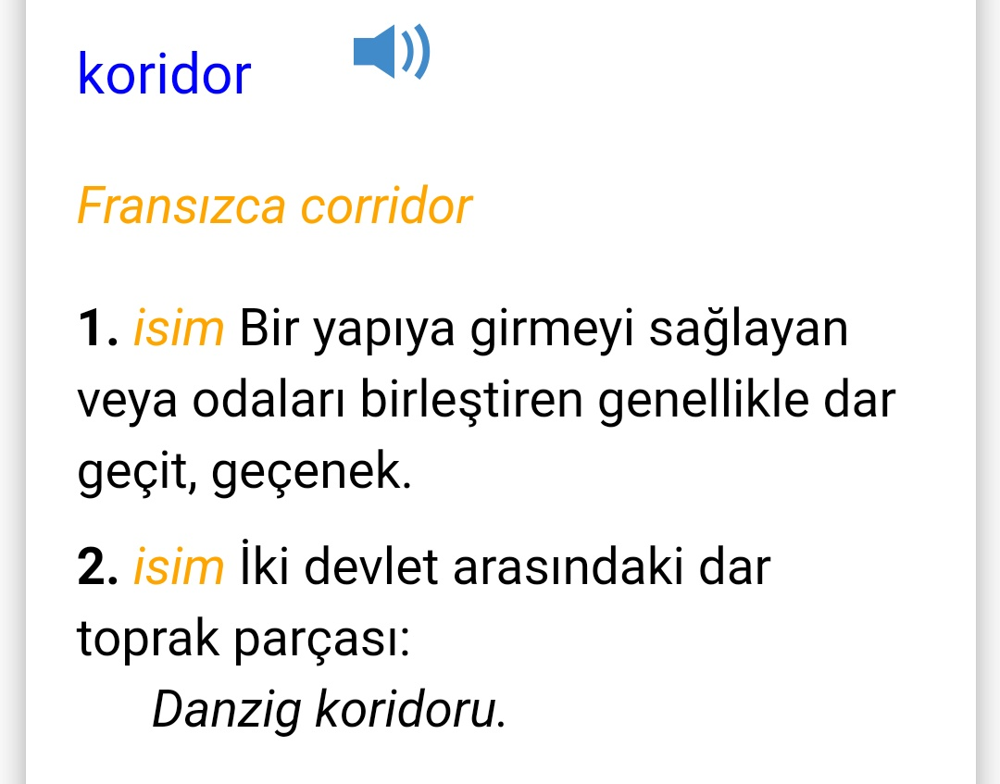 koridor
Fransızca corridor
1. isim Bir yapıya girmeyi sağlayan
veya odaları birleştiren genellikle dar
geçit, geçenek.
2. isim İki devlet arasındaki dar
toprak parçası:
Danzig koridoru.